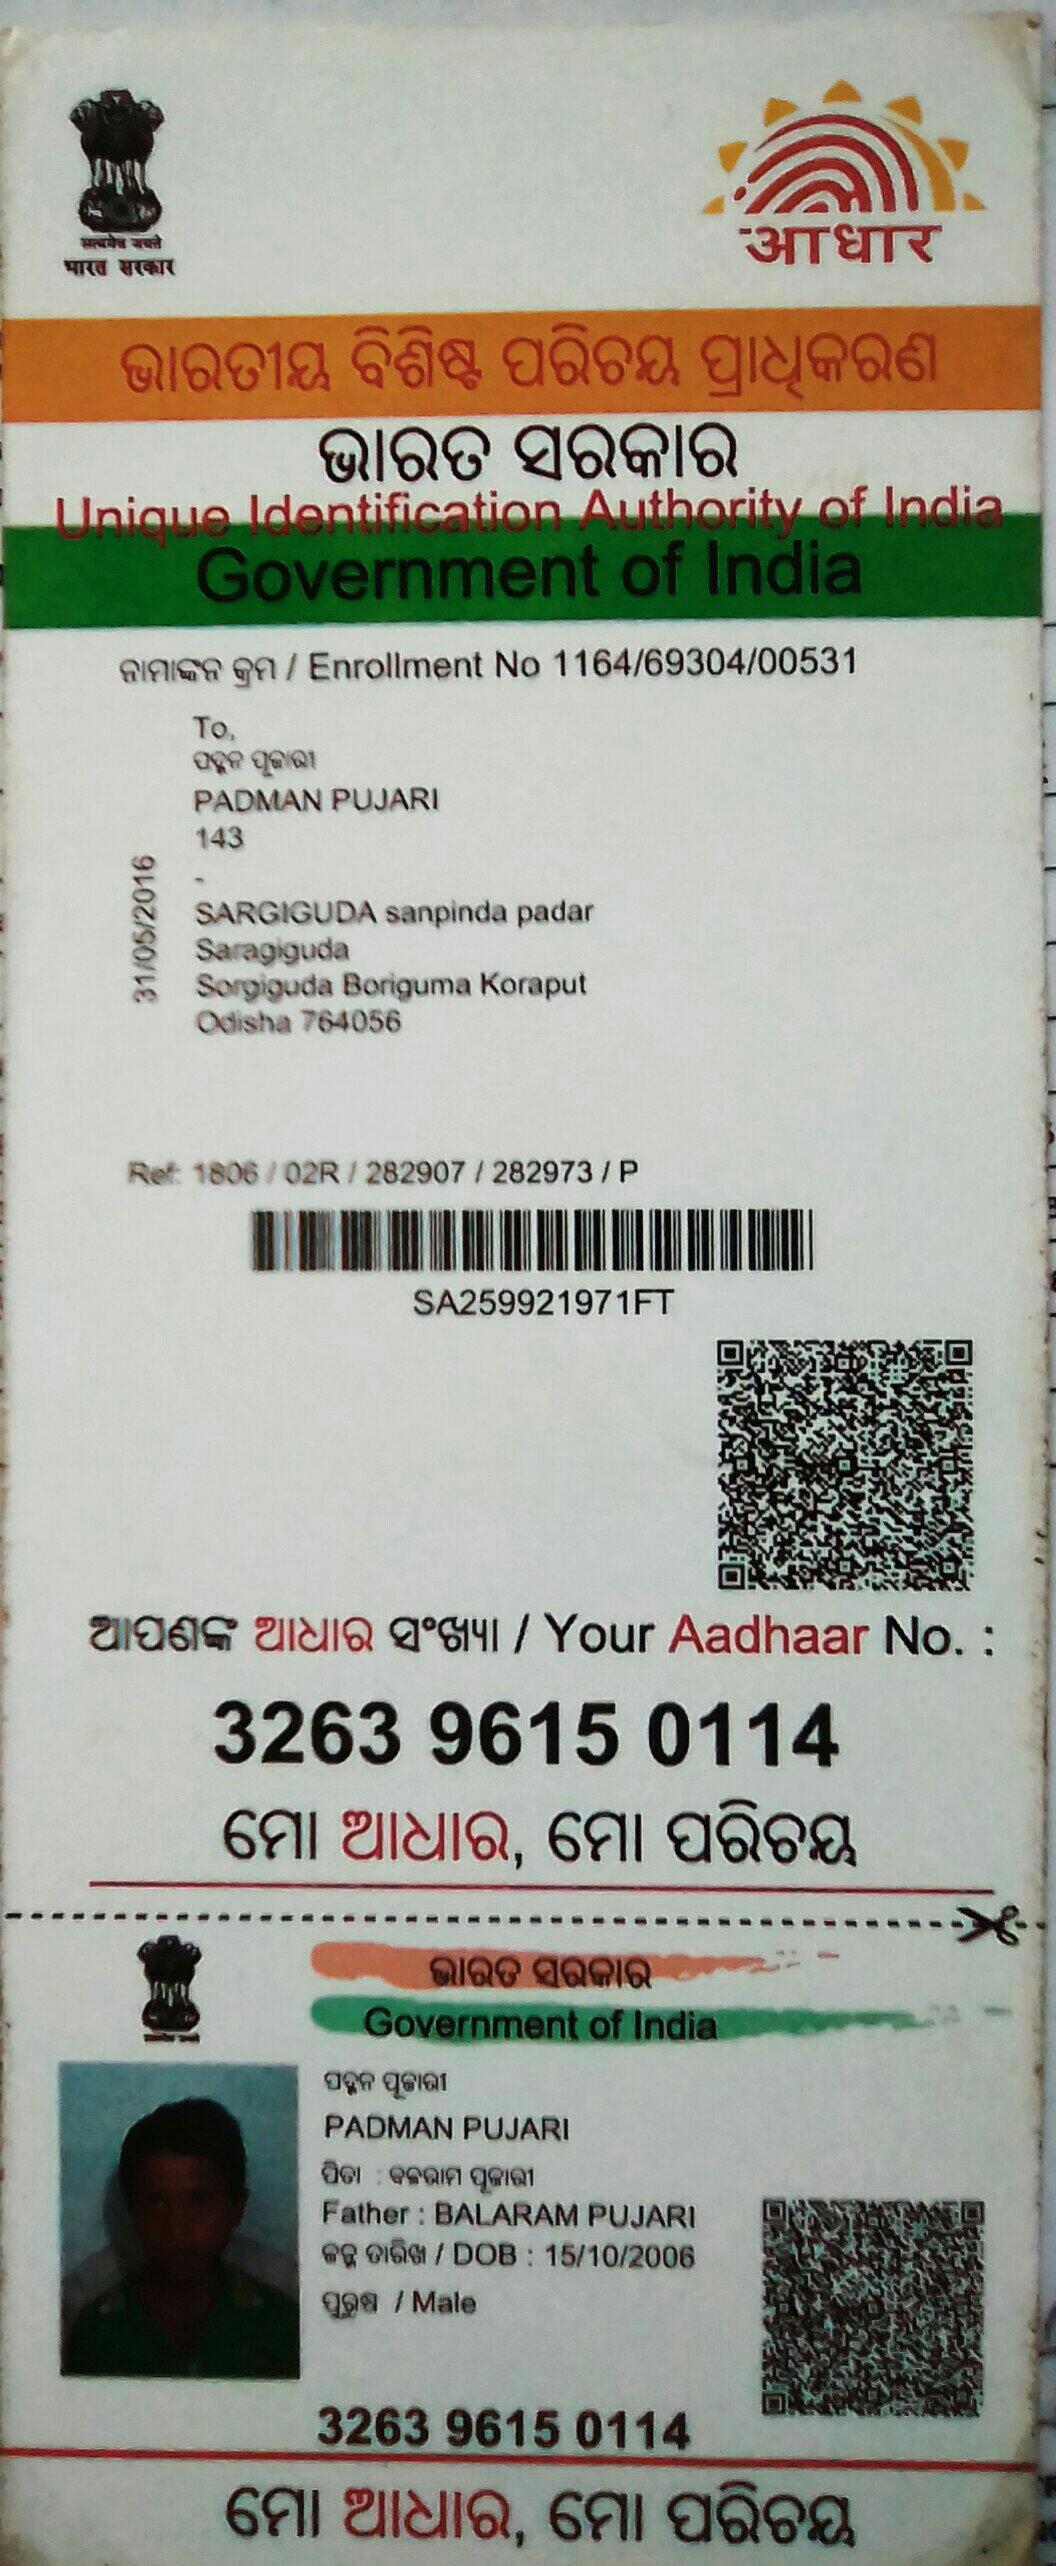 सत्यमेव जयते
भारत सरकार
आधार
ଭାରତୀୟ ବିଶିଷ୍ଟ ପରିଚୟ ପ୍ରାଧିକରଣ
ଭାରତ ସରକାର
Unique Identification Authority of India
Government of India
ନାମାଙ୍କନ କ୍ରମ / Enrollment No 1164/69304/00531
To,
ପଦ୍ମନ ପୂଜାରୀ
PADMAN PUJARI
143
-
SARGIGUDA sanpinda padar
Saragiguda
Sorgiguda Boriguma Koraput
Odisha 764056
31/05/2016
Ref: 1806 / 02R / 282907 / 282973 / P
SA259921971FT
ଆପଣଙ୍କ ଆଧାର ସଂଖ୍ୟା / Your Aadhaar No. :
3263 9615 0114
ମୋ ଆଧାର, ମୋ ପରିଚୟ
ଭାରତ ସରକାର
Government of India
ପଦ୍ମନ ପୂଜାରୀ
PADMAN PUJARI
ପିତା : ବଳରାମ ପୂଜାରୀ
Father : BALARAM PUJARI
ଜନ୍ମ ତାରିଖ / DOB : 15/10/2006
ପୁରୁଷ / Male
3263 9615 0114
ମୋ ଆଧାର, ମୋ ପରିଚୟ